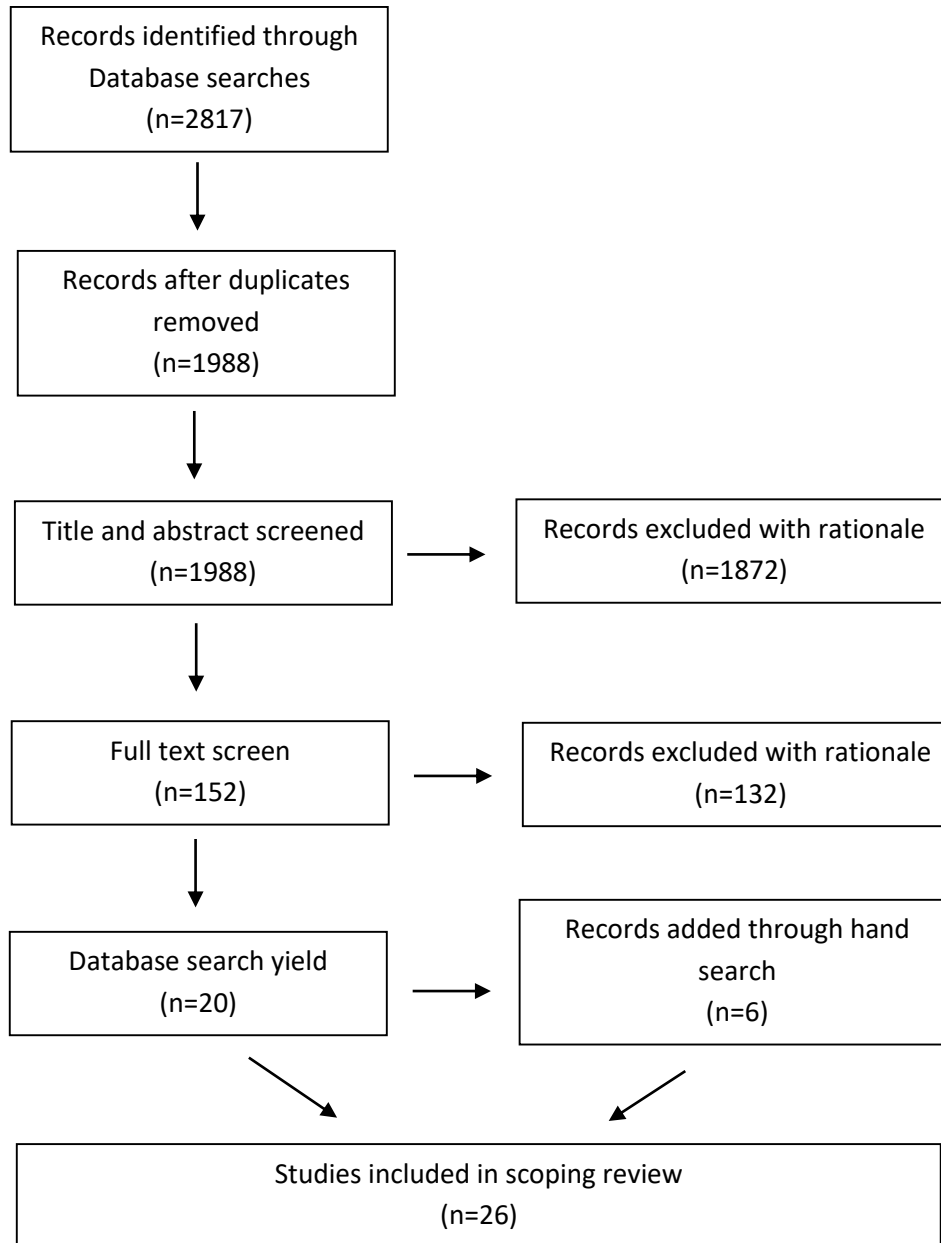 Records identified through
Database searches
(n=2817)
Records after duplicates
removed
(n=1988)
Title and abstract screened
(n=1988)
Records excluded with rationale
(n=1872)
Full text screen
(n=152)
Records excluded with rationale
(n=132)
Database search yield
(n=20)
Records added through hand
search
(n=6)
Studies included in scoping review
(n=26)